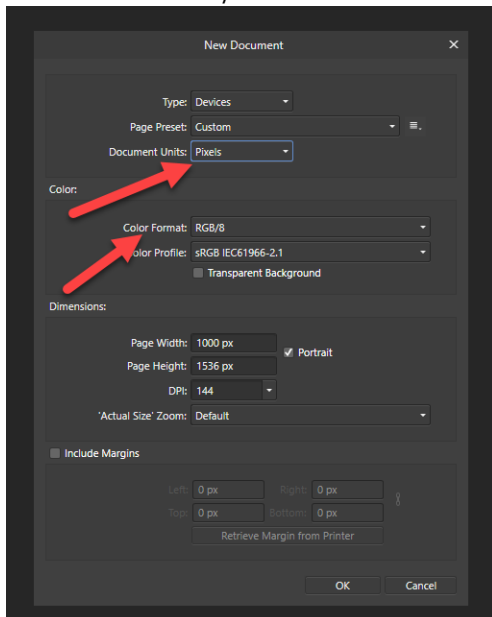 New Document
Type: Devices
Page Preset: Custom
Document Units: Pixels
Color:
Color Format: RGB/8
Color Profile: sRGB IEC61966-2.1
Transparent Background
Dimensions:
Page Width: 1000 px
Portrait
Page Height: 1536 px
DPI: 144
'Actual Size' Zoom: Default
Include Margins
Left: 0 px Right: 0 px
Top: 0 px Bottom: 0 px
Retrieve Margin from Printer
OK Cancel